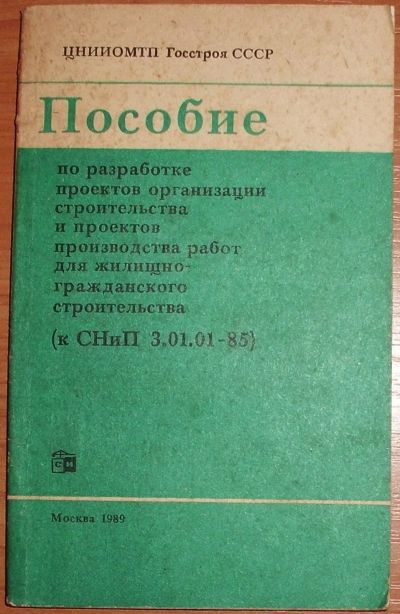 ЦНИИОМТП Госстроя СССР
Пособие
по разработке
проектов организации
строительства
и проектов
производства работ
для жилищно-
гражданского
строительства
(к СНиП 3.01.01-85)
СИ
Москва 1989